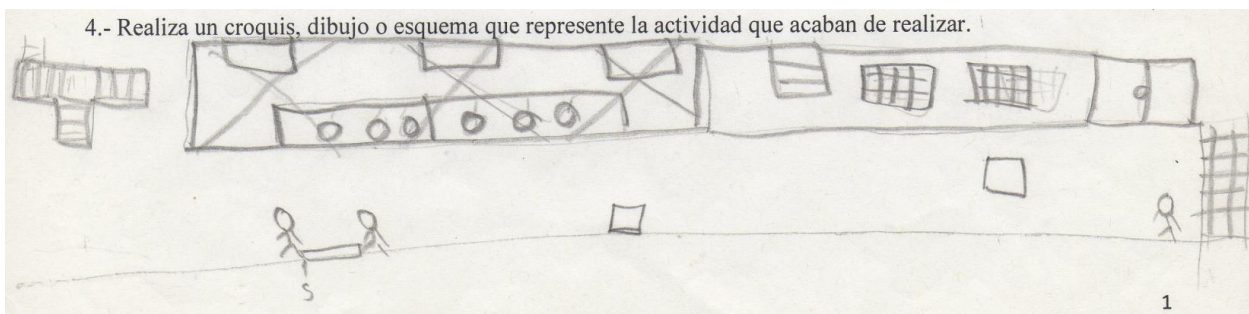 4.- Realiza un croquis, dibujo o esquema que represente la actividad que acaban de realizar.
S
1